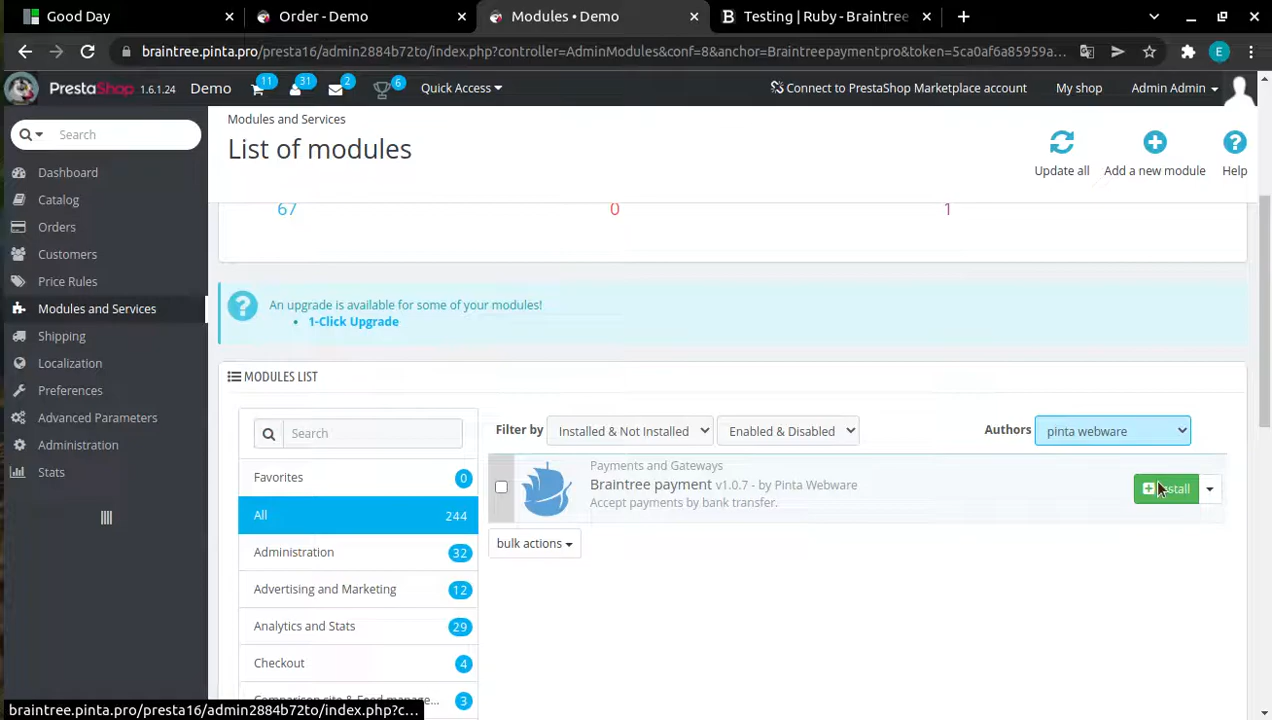 Good Day
Order - Demo
Modules • Demo
Testing | Ruby - Braintree
braintree.pinta.pro/presta16/admin2884b72to/index.php?controller=AdminModules&conf=8&anchor=Braintreepaymentpro&token=5ca0af6a85959a...
E
PrestaShop 1.6.1.24
Demo
11
31
2
6
Quick Access
Connect to PrestaShop Marketplace account
My shop
Admin Admin
Search
Dashboard
Catalog
Orders
Customers
Price Rules
Modules and Services
Shipping
Localization
Preferences
Advanced Parameters
Administration
Stats
Modules and Services
List of modules
Update all
Add a new module
Help
67
0
1
An upgrade is available for some of your modules!
• 1-Click Upgrade
MODULES LIST
Search
Favorites 0
All 244
Administration 32
Advertising and Marketing 12
Analytics and Stats 29
Checkout 4
3
Filter by
Installed & Not Installed
Enabled & Disabled
Authors
pinta webware
Payments and Gateways
Braintree payment v1.0.7 - by Pinta Webware
Accept payments by bank transfer.
Install
bulk actions
braintree.pinta.pro/presta16/admin2884b72to/index.php?c...